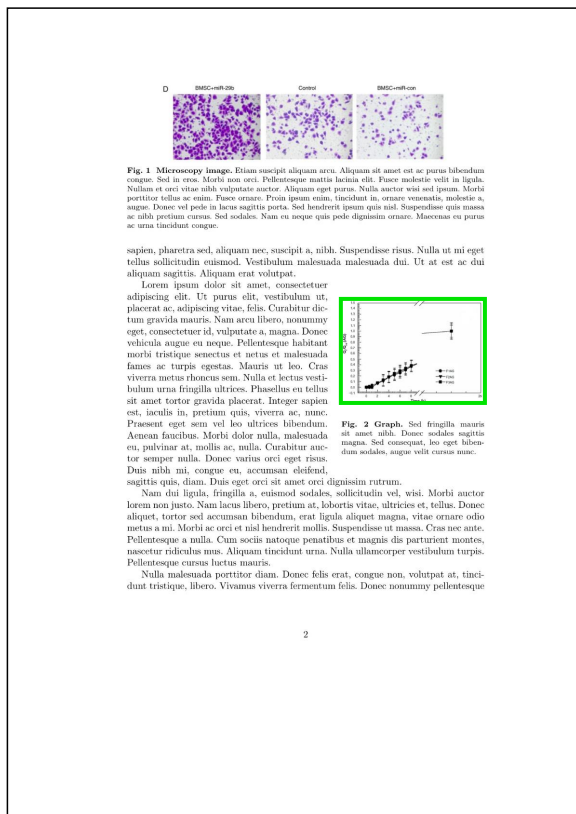 D
BMSC+miR-29b Control BMSC+miR-con
Fig. 1 Microscopy image. Etiam suscipit aliquam arcu. Aliquam sit amet est ac purus bibendum
congue. Sed in eros. Morbi non orci. Pellentesque mattis lacinia elit. Fusce molestie velit in ligula.
Nullam et orci vitae nibh vulputate auctor. Aliquam eget purus. Nulla auctor wisi sed ipsum. Morbi
porttitor tellus ac enim. Fusce ornare. Proin ipsum enim, tincidunt in, ornare venenatis, molestie a,
augue. Donec vel pede in lacus sagittis porta. Sed hendrerit ipsum quis nisl. Suspendisse quis massa
ac nibh pretium cursus. Sed sodales. Nam eu neque quis pede dignissim ornare. Maecenas eu purus
ac urna tincidunt congue.
sapien, pharetra sed, aliquam nec, suscipit a, nibh. Suspendisse risus. Nulla ut mi eget
tellus sollicitudin euismod. Vestibulum malesuada malesuada dui. Ut at est ac dui
aliquam sagittis. Aliquam erat volutpat.
Lorem ipsum dolor sit amet, consectetuer
adipiscing elit. Ut purus elit, vestibulum ut,
placerat ac, adipiscing vitae, felis. Curabitur dic-
tum gravida mauris. Nam arcu libero, nonummy
eget, consectetuer id, vulputate a, magna. Donec
vehicula augue eu neque. Pellentesque habitant
morbi tristique senectus et netus et malesuada
fames ac turpis egestas. Mauris ut leo. Cras
viverra metus rhoncus sem. Nulla et lectus vesti-
bulum urna fringilla ultrices. Phasellus eu tellus
sit amet tortor gravida placerat. Integer sapien
est, iaculis in, pretium quis, viverra ac, nunc.
Praesent eget sem vel leo ultrices bibendum.
Aenean faucibus. Morbi dolor nulla, malesuada
eu, pulvinar at, mollis ac, nulla. Curabitur auc-
tor semper nulla. Donec varius orci eget risus.
Duis nibh mi, congue eu, accumsan eleifend,
sagittis quis, diam. Duis eget orci sit amet orci dignissim rutrum.
Fig. 2 Graph. Sed fringilla mauris
sit amet nibh. Donec sodales sagittis
magna. Sed consequat, leo eget biben-
dum sodales, augue velit cursus nunc.
Nam dui ligula, fringilla a, euismod sodales, sollicitudin vel, wisi. Morbi auctor
lorem non justo. Nam lacus libero, pretium at, lobortis vitae, ultricies et, tellus. Donec
aliquet, tortor sed accumsan bibendum, erat ligula aliquet magna, vitae ornare odio
metus a mi. Morbi ac orci et nisl hendrerit mollis. Suspendisse ut massa. Cras nec ante.
Pellentesque a nulla. Cum sociis natoque penatibus et magnis dis parturient montes,
nascetur ridiculus mus. Aliquam tincidunt urna. Nulla ullamcorper vestibulum turpis.
Pellentesque cursus luctus mauris.
Nulla malesuada porttitor diam. Donec felis erat, congue non, volutpat at, tinci-
dunt tristique, libero. Vivamus viverra fermentum felis. Donec nonummy pellentesque
2